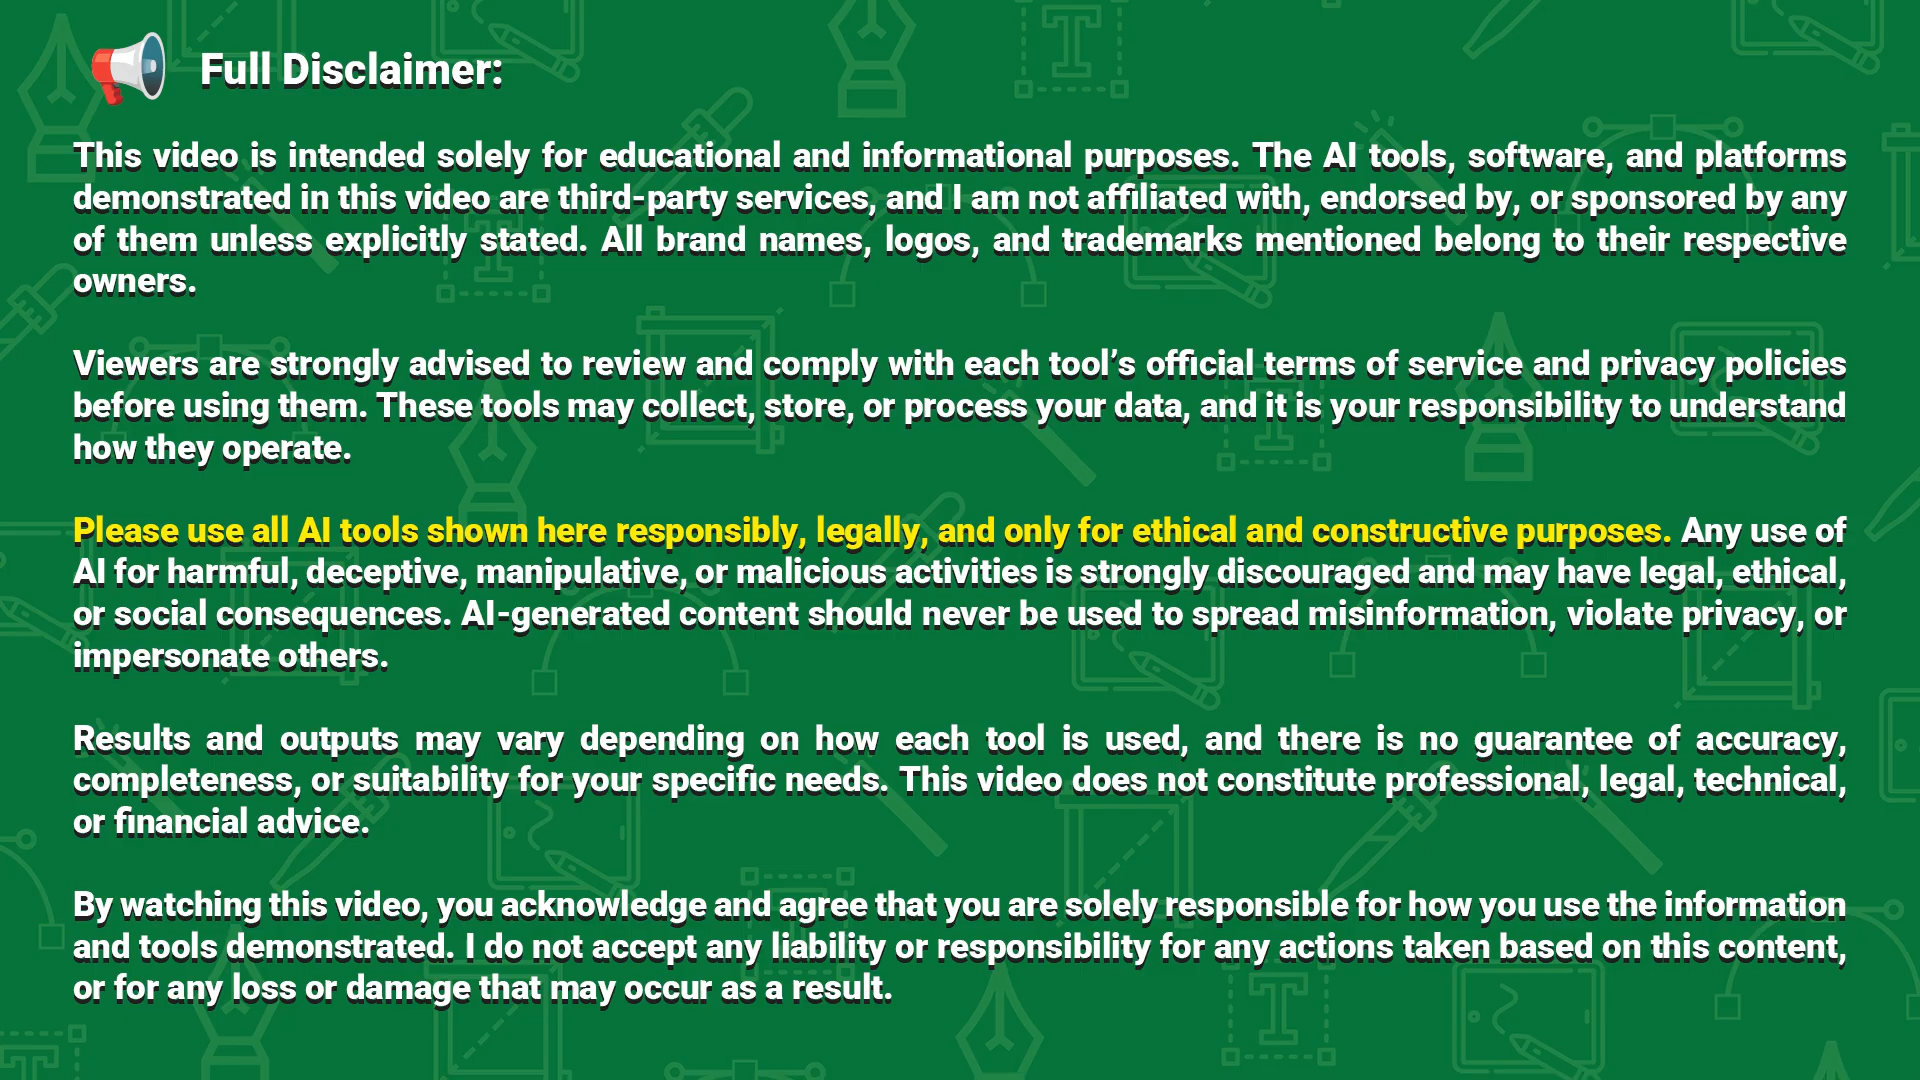 Full Disclaimer:
This video is intended solely for educational and informational purposes. The AI tools, software, and platforms
demonstrated in this video are third-party services, and I am not affiliated with, endorsed by, or sponsored by any
of them unless explicitly stated. All brand names, logos, and trademarks mentioned belong to their respective
owners.
Viewers are strongly advised to review and comply with each tool’s official terms of service and privacy policies
before using them. These tools may collect, store, or process your data, and it is your responsibility to understand
how they operate.
Please use all AI tools shown here responsibly, legally, and only for ethical and constructive purposes. Any use of
AI for harmful, deceptive, manipulative, or malicious activities is strongly discouraged and may have legal, ethical,
or social consequences. AI-generated content should never be used to spread misinformation, violate privacy, or
impersonate others.
Results and outputs may vary depending on how each tool is used, and there is no guarantee of accuracy,
completeness, or suitability for your specific needs. This video does not constitute professional, legal, technical,
or financial advice.
By watching this video, you acknowledge and agree that you are solely responsible for how you use the information
and tools demonstrated. I do not accept any liability or responsibility for any actions taken based on this content,
or for any loss or damage that may occur as a result.